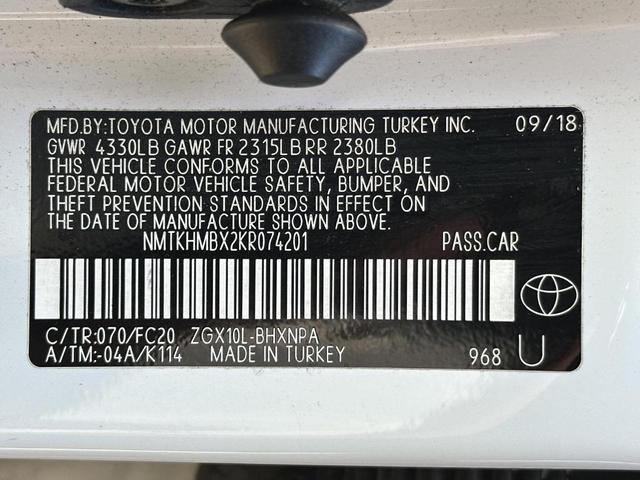 MFD.BY:TOYOTA MOTOR MANUFACTURING TURKEY INC. 09/18
GVWR 4330LB GAWR FR 2315LB RR 2380LB
THIS VEHICLE CONFORMS TO ALL APPLICABLE
FEDERAL MOTOR VEHICLE SAFETY, BUMPER, AND
THEFT PREVENTION STANDARDS IN EFFECT ON
THE DATE OF MANUFACTURE SHOWN ABOVE.
NMTKHMBX2KR074201 PASS.CAR
C/TR:070/FC20 ZGX10L-BHXNPA
A/TM:-04A/K114 MADE IN TURKEY 968 U